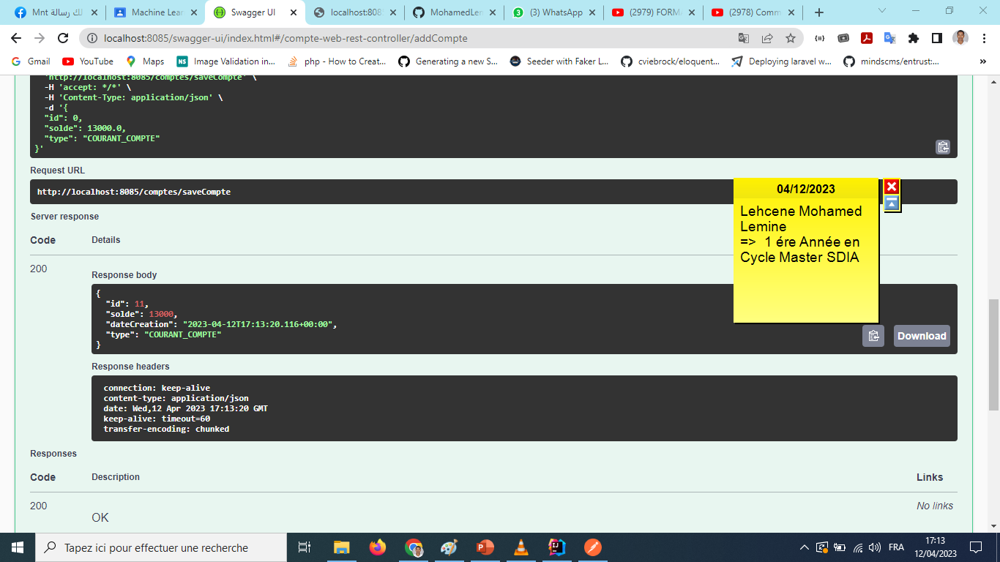 Mnt لك رسالة
Machine Lear
Swagger UI
localhost:808
MohamedLem
(3) WhatsApp
(2979) FORM
(2978) Comm
localhost:8085/swagger-ui/index.html#/compte-web-rest-controller/addCompte
Gmail
YouTube
Maps
Image Validation in...
php - How to Creat...
Generating a new S...
Seeder with Faker L...
cviebrock/eloquent...
Deploying laravel w...
mindscms/entrust:...
'http://localhost:8085/comptes/saveCompte' \
-H 'accept: */*' \
-H 'Content-Type: application/json' \
-d '{
"id": 0,
"solde": 13000.0,
"type": "COURANT_COMPTE"
}'
Request URL
http://localhost:8085/comptes/saveCompte
04/12/2023
Lehcene Mohamed
Lemine
=> 1 ére Année en
Cycle Master SDIA
Server response
Code Details
200
Response body
{
"id": 11,
"solde": 13000,
"dateCreation": "2023-04-12T17:13:20.116+00:00",
"type": "COURANT_COMPTE"
}
Download
Response headers
connection: keep-alive
content-type: application/json
date: Wed,12 Apr 2023 17:13:20 GMT
keep-alive: timeout=60
transfer-encoding: chunked
Responses
Code Description Links
200 No links
OK
Tapez ici pour effectuer une recherche
FRA
17:13
12/04/2023